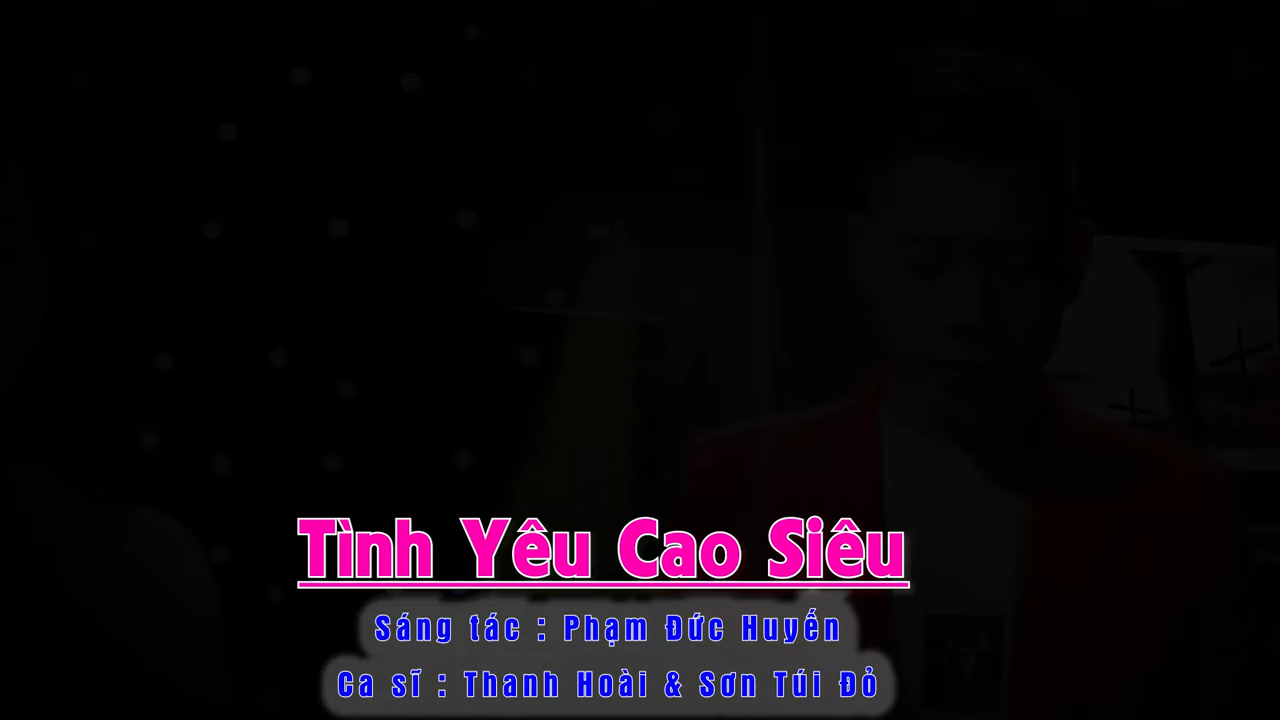 Tình Yêu Cao Siêu
Sáng tác : Phạm Đức Huyến
Ca sĩ : Thanh Hoài & Sơn Túi Đỏ